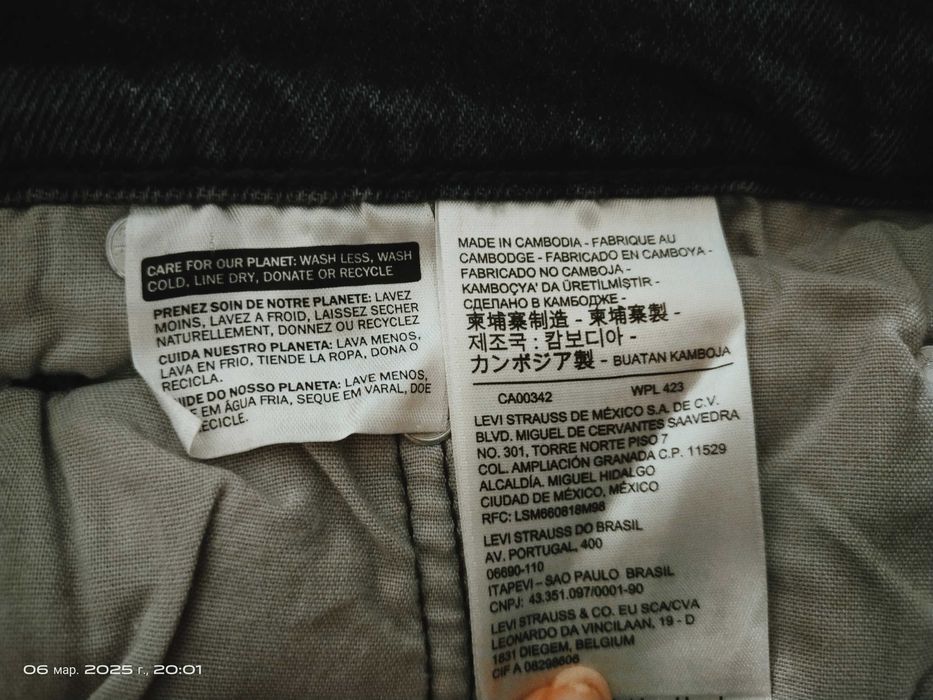 CARE FOR OUR PLANET: WASH LESS, WASH
COLD, LINE DRY, DONATE OR RECYCLE
PRENEZ SOIN DE NOTRE PLANETE: LAVEZ
MOINS, LAVEZ A FROID, LAISSEZ SECHER
NATURELLEMENT, DONNEZ OU RECYCLEZ
CUIDA NUESTRO PLANETA: LAVA MENOS,
LAVA EN FRIO, TIENDE LA ROPA, DONA O
RECICLA.
IDE DO NOSSO PLANETA: LAVE MENOS,
E EM ÁGUA FRIA, SEQUE EM VARAL, DOE
ECICLE.
MADE IN CAMBODIA - FABRIQUE AU
CAMBODGE - FABRICADO EN CAMBOYA -
FABRICADO NO CAMBOJA -
KAMBOÇYA' DA ÜRETİLMİŞTİR -
СДЕЛАНО В КАМБОДЖЕ -
柬埔寨制造 - 柬埔寨製 -
제조국 : 캄보디아 -
カンボジア製 - BUATAN KAMBOJA
CA00342 WPL 423
LEVI STRAUSS DE MÉXICO S.A. DE C.V.
BLVD. MIGUEL DE CERVANTES SAAVEDRA
NO. 301, TORRE NORTE PISO 7
COL. AMPLIACIÓN GRANADA C.P. 11529
ALCALDÍA. MIGUEL HIDALGO
CIUDAD DE MÉXICO, MÉXICO
RFC: LSM660818M98
LEVI STRAUSS DO BRASIL
AV. PORTUGAL, 400
06690-110
ITAPEVI – SAO PAULO BRASIL
CNPJ: 43.351.097/0001-90
LEVI STRAUSS & CO. EU SCA/CVA
LEONARDO DA VINCILAAN, 19 - D
1831 DIEGEM, BELGIUM
CIF A 08298608
06 мар. 2025 г., 20:01